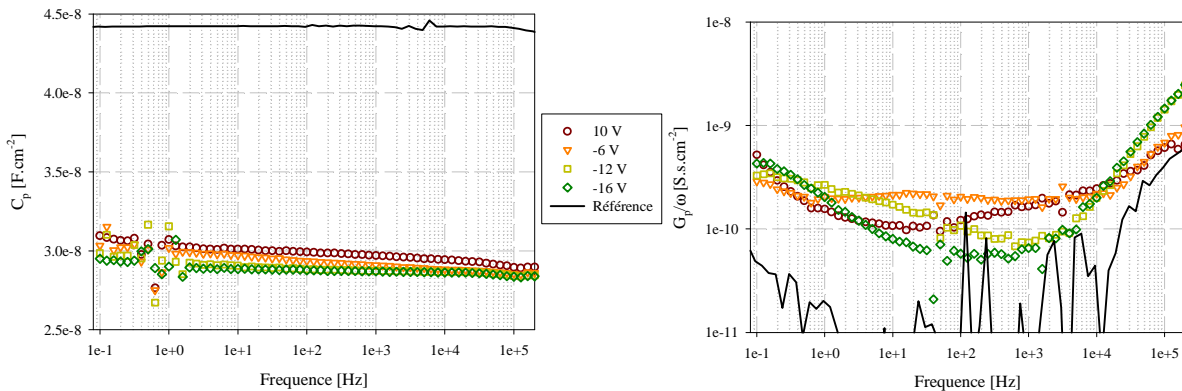 4.5e-8
4.0e-8
3.5e-8
3.0e-8
2.5e-8
Cp [F.cm-2]
1e-1 1e+0 1e+1 1e+2 1e+3 1e+4 1e+5
Frequence [Hz]
10 V
-6 V
-12 V
-16 V
Référence
1e-8
1e-9
1e-10
1e-11
Gp/ω [S.s.cm-2]
1e-1 1e+0 1e+1 1e+2 1e+3 1e+4 1e+5
Frequence [Hz]